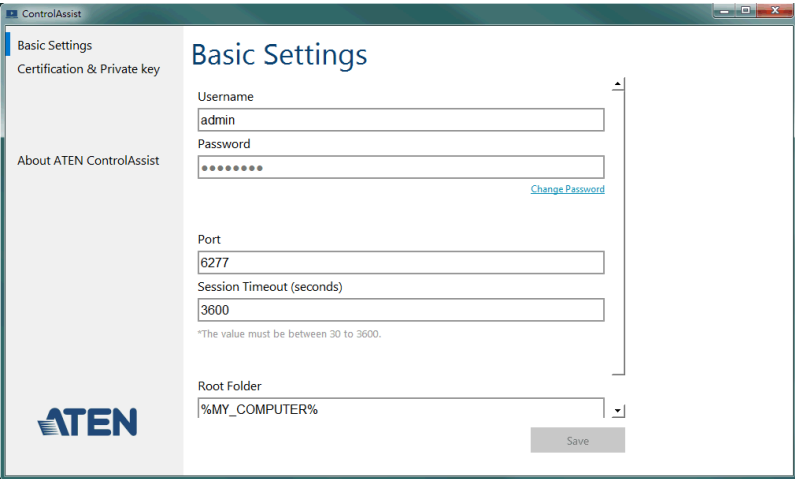 ControlAssist
Basic Settings
Certification & Private key
About ATEN ControlAssist
ATEN
Basic Settings
Username
admin
Password
••••••••
Change Password
Port
6277
Session Timeout (seconds)
3600
*The value must be between 30 to 3600.
Root Folder
%MY_COMPUTER%
Save